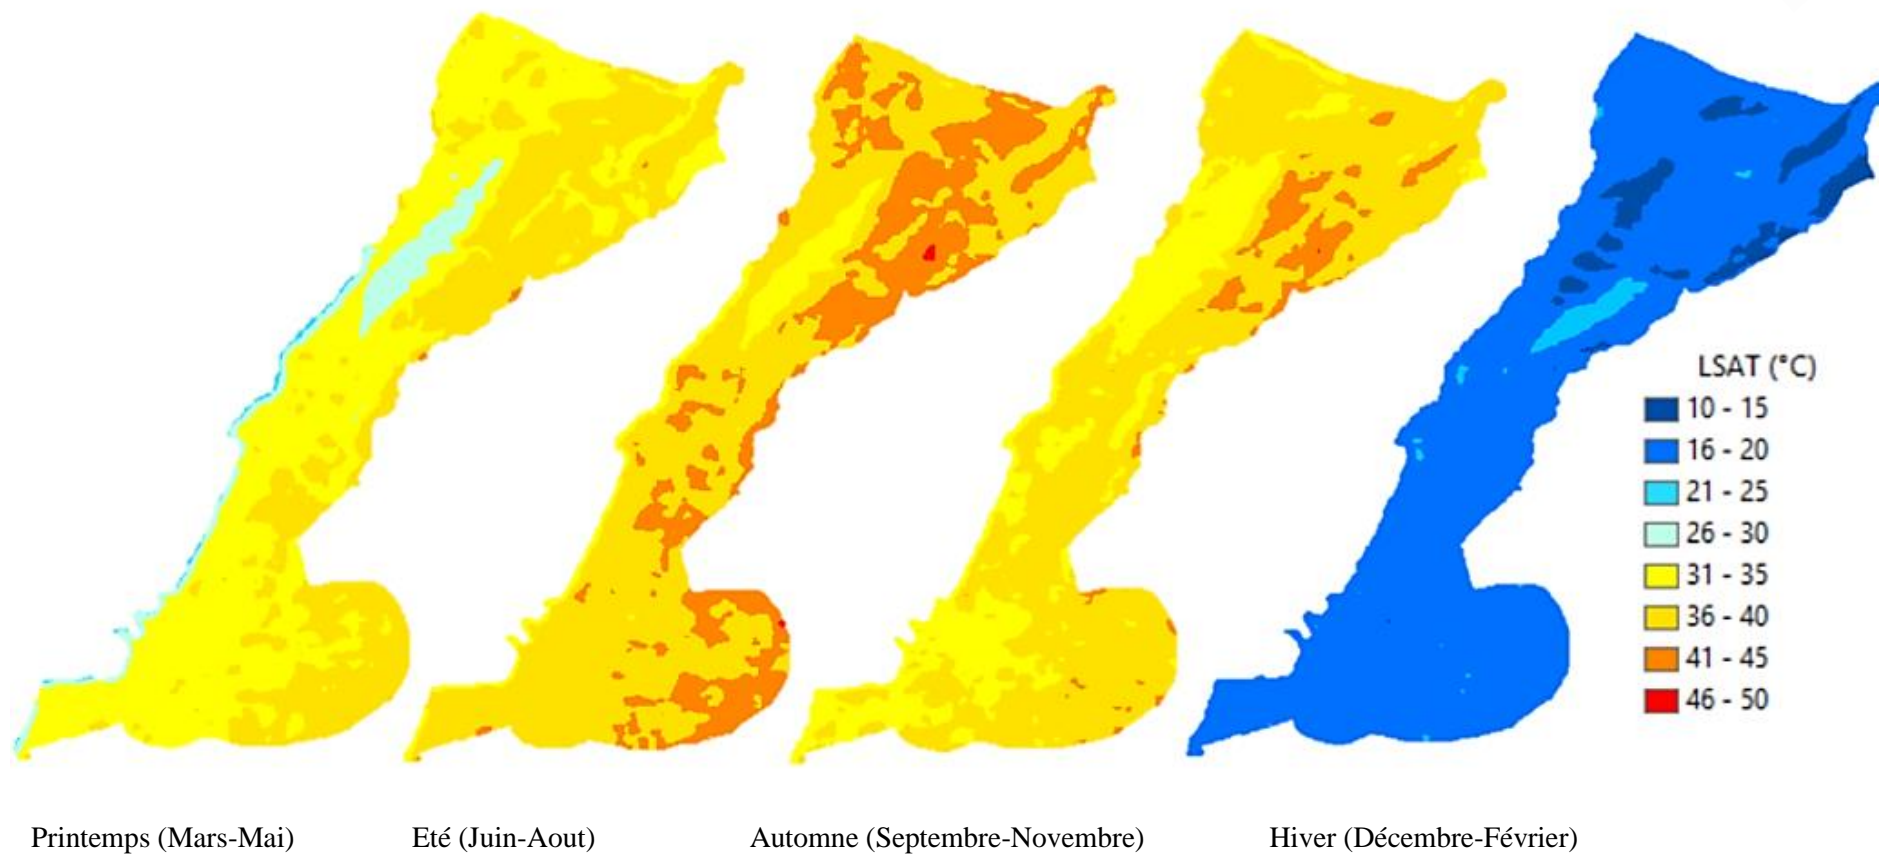 LSAT (°C)
10 - 15
16 - 20
21 - 25
26 - 30
31 - 35
36 - 40
41 - 45
46 - 50
Printemps (Mars-Mai) Eté (Juin-Aout) Automne (Septembre-Novembre) Hiver (Décembre-Février)